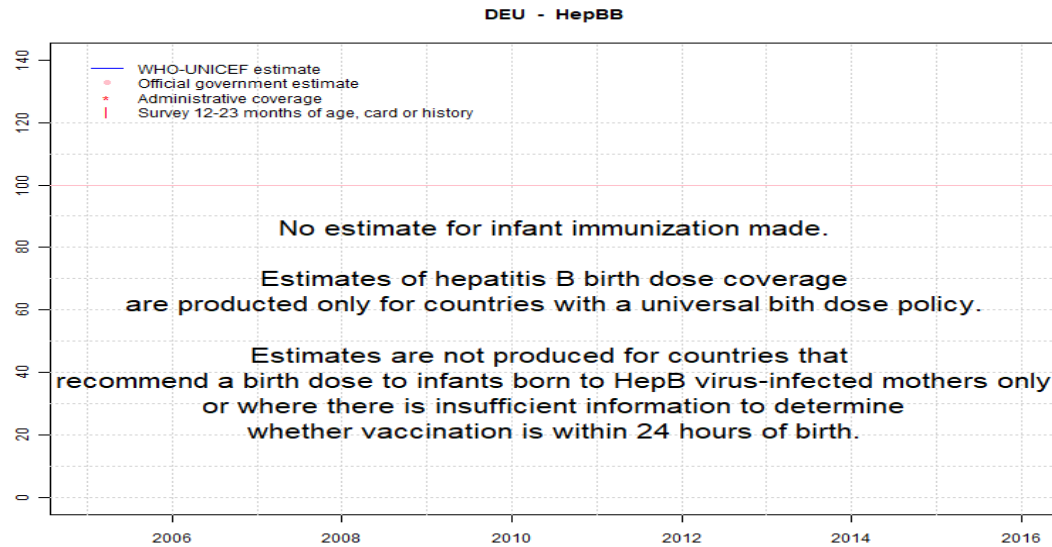 DEU - HepBB
WHO-UNICEF estimate
Official government estimate
Administrative coverage
Survey 12-23 months of age, card or history
140
120
100
80
60
40
20
0
No estimate for infant immunization made.
Estimates of hepatitis B birth dose coverage
are producted only for countries with a universal bith dose policy.
Estimates are not produced for countries that
recommend a birth dose to infants born to HepB virus-infected mothers only
or where there is insufficient information to determine
whether vaccination is within 24 hours of birth.
2006 2008 2010 2012 2014 2016